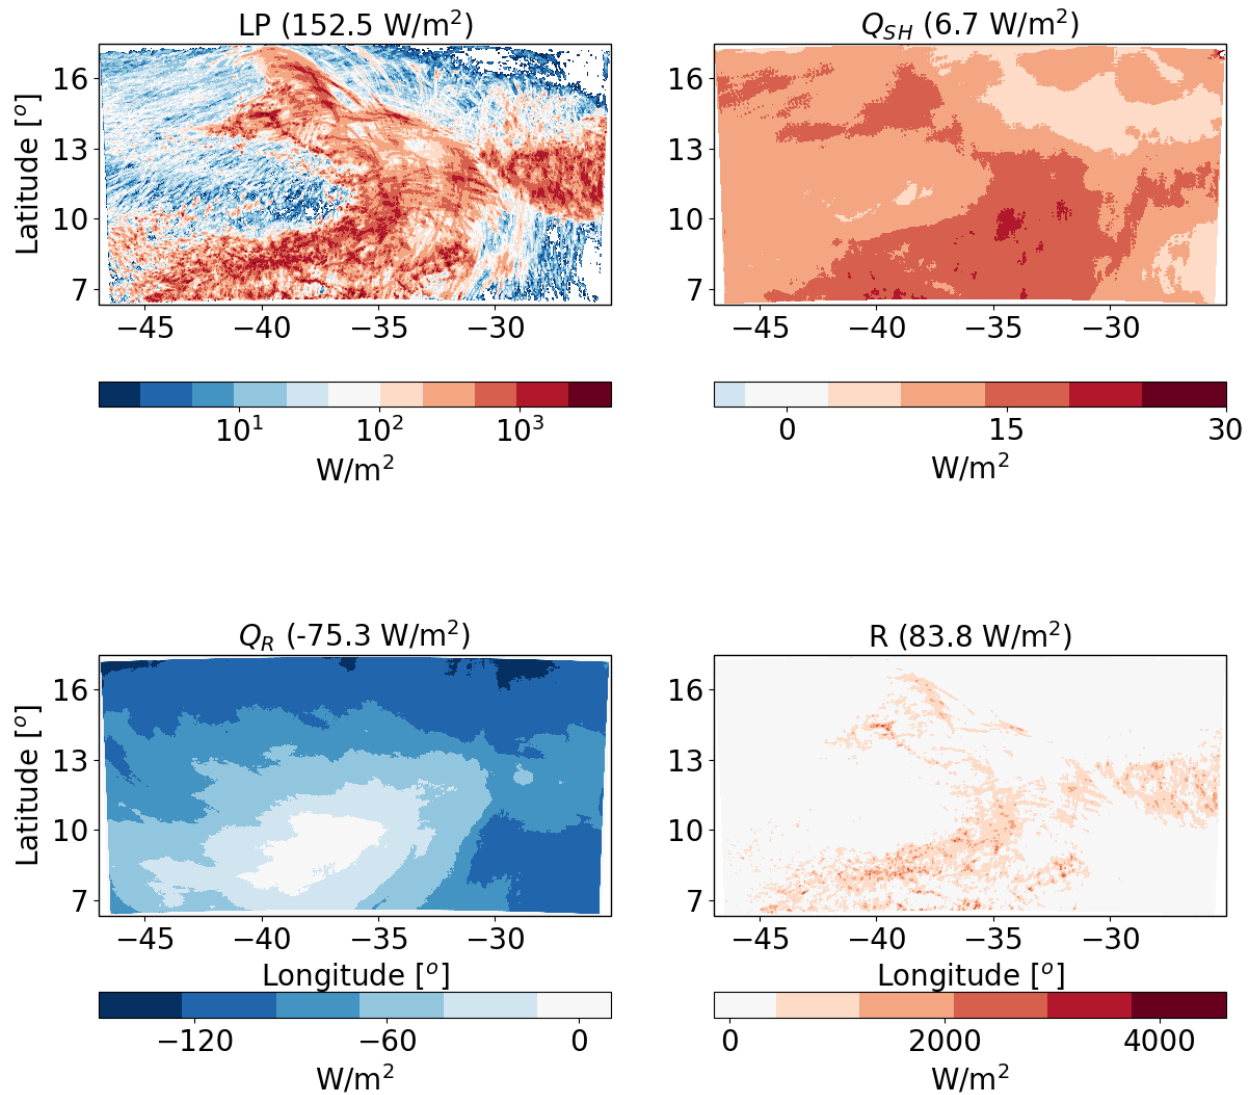 LP (152.5 W/m²)
Q_SH (6.7 W/m²)
Latitude [°]
16
13
10
7
−45 −40 −35 −30
10¹ 10² 10³
W/m²
16
13
10
7
−45 −40 −35 −30
0 15 30
W/m²
Q_R (-75.3 W/m²)
R (83.8 W/m²)
Latitude [°]
16
13
10
7
−45 −40 −35 −30
Longitude [°]
−120 −60 0
W/m²
16
13
10
7
−45 −40 −35 −30
Longitude [°]
0 2000 4000
W/m²